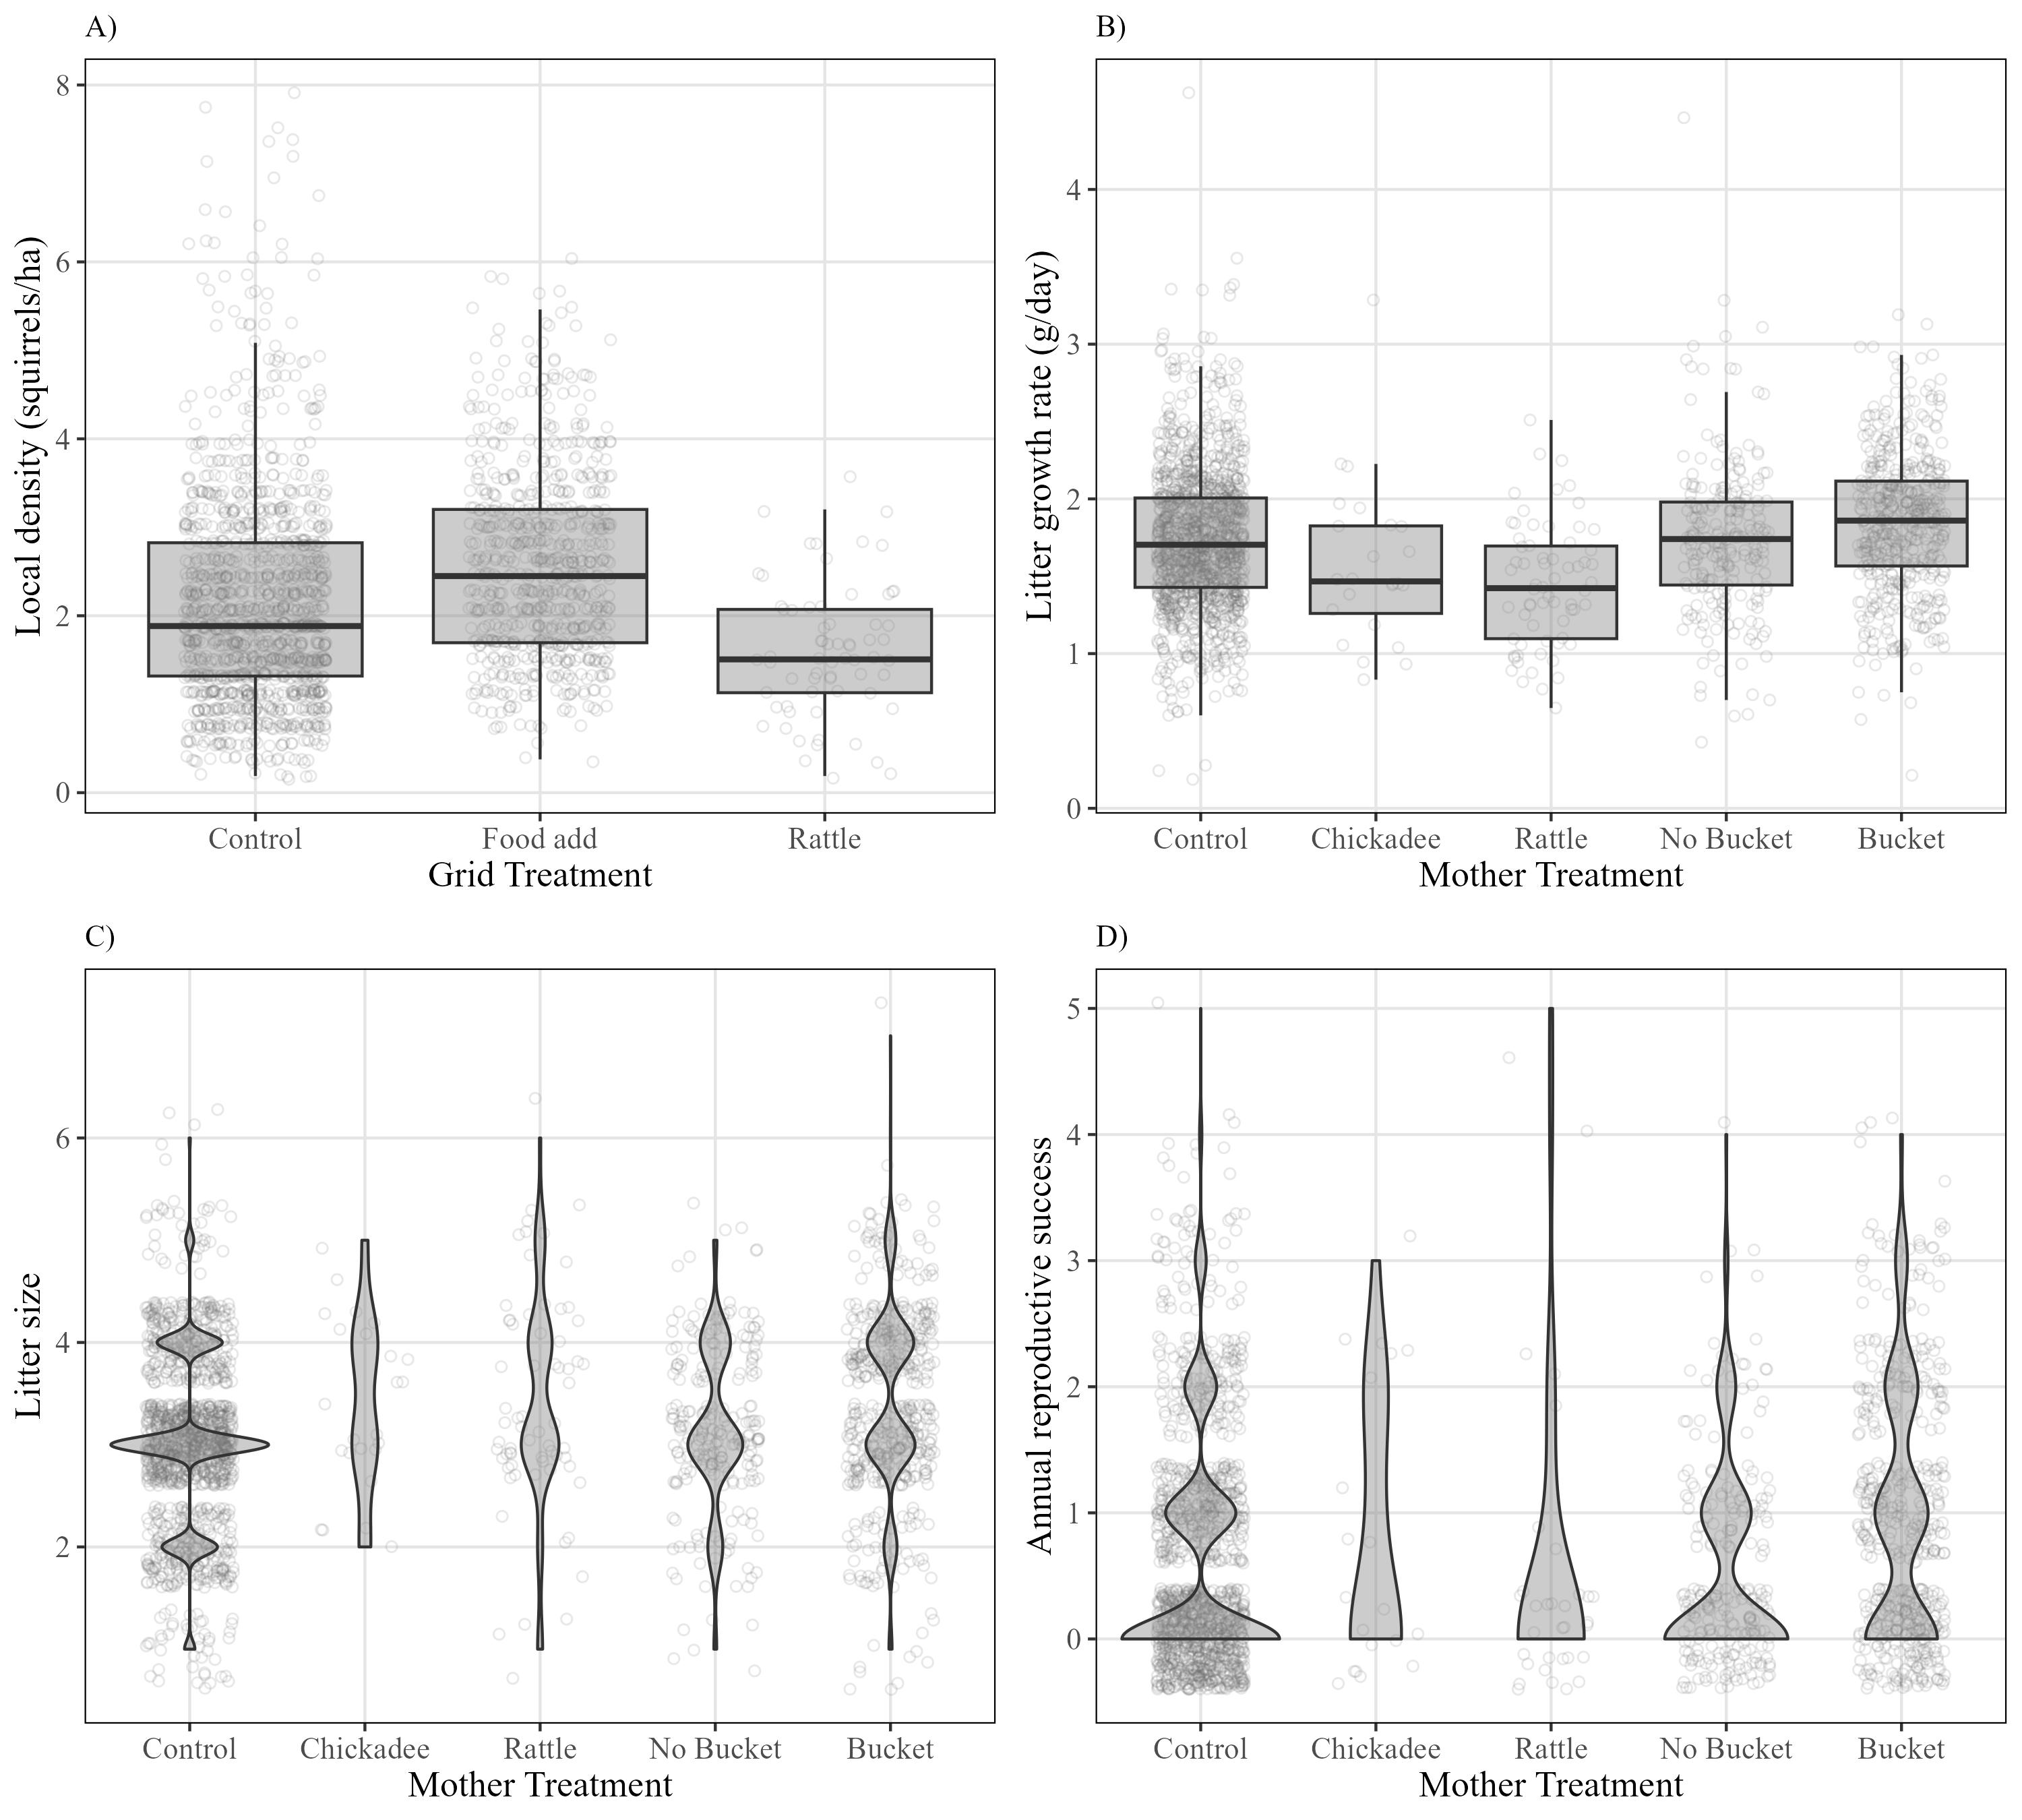 A)
Local density (squirrels/ha)
8
6
4
2
0
Control Food add Rattle
Grid Treatment
B)
Litter growth rate (g/day)
4
3
2
1
0
Control Chickadee Rattle No Bucket Bucket
Mother Treatment
C)
Litter size
6
4
2
Control Chickadee Rattle No Bucket Bucket
Mother Treatment
D)
Annual reproductive success
5
4
3
2
1
0
Control Chickadee Rattle No Bucket Bucket
Mother Treatment